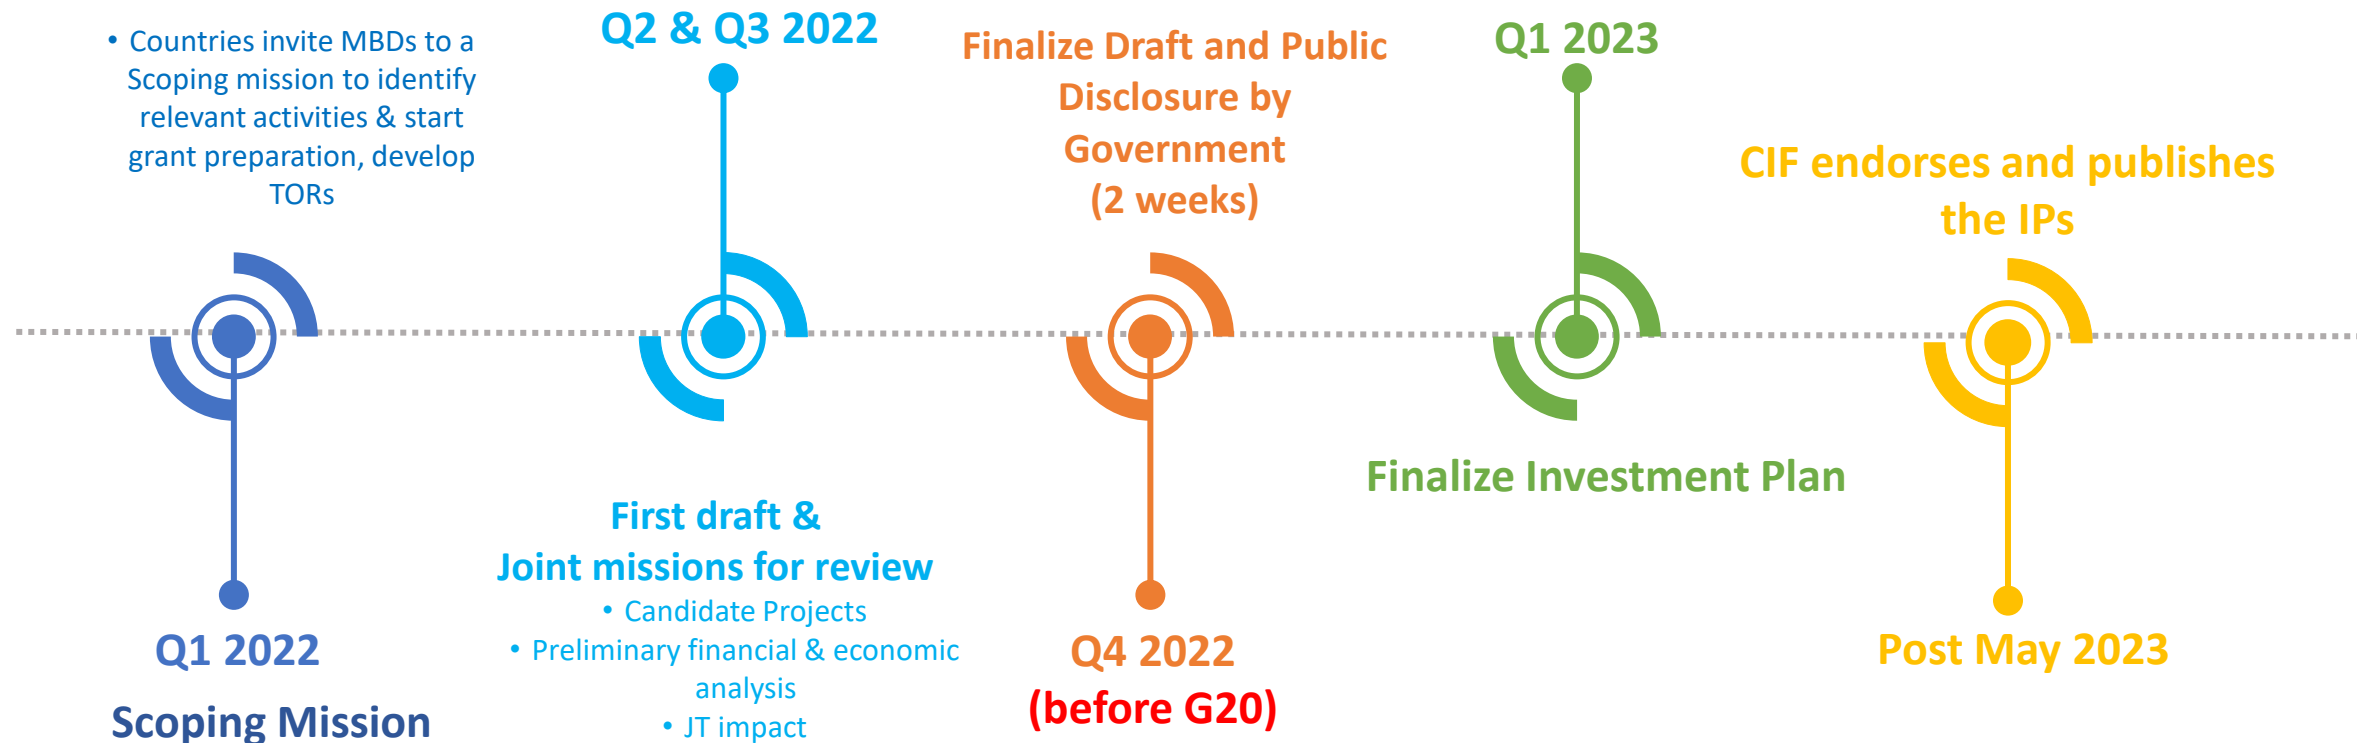 • Countries invite MBDs to a
Scoping mission to identify
relevant activities & start
grant preparation, develop
TORs
Q1 2022
Scoping Mission
Q2 & Q3 2022
First draft &
Joint missions for review
• Candidate Projects
• Preliminary financial & economic
analysis
• JT impact
Finalize Draft and Public
Disclosure by
Government
(2 weeks)
Q4 2022
(before G20)
Q1 2023
Finalize Investment Plan
CIF endorses and publishes
the IPs
Post May 2023